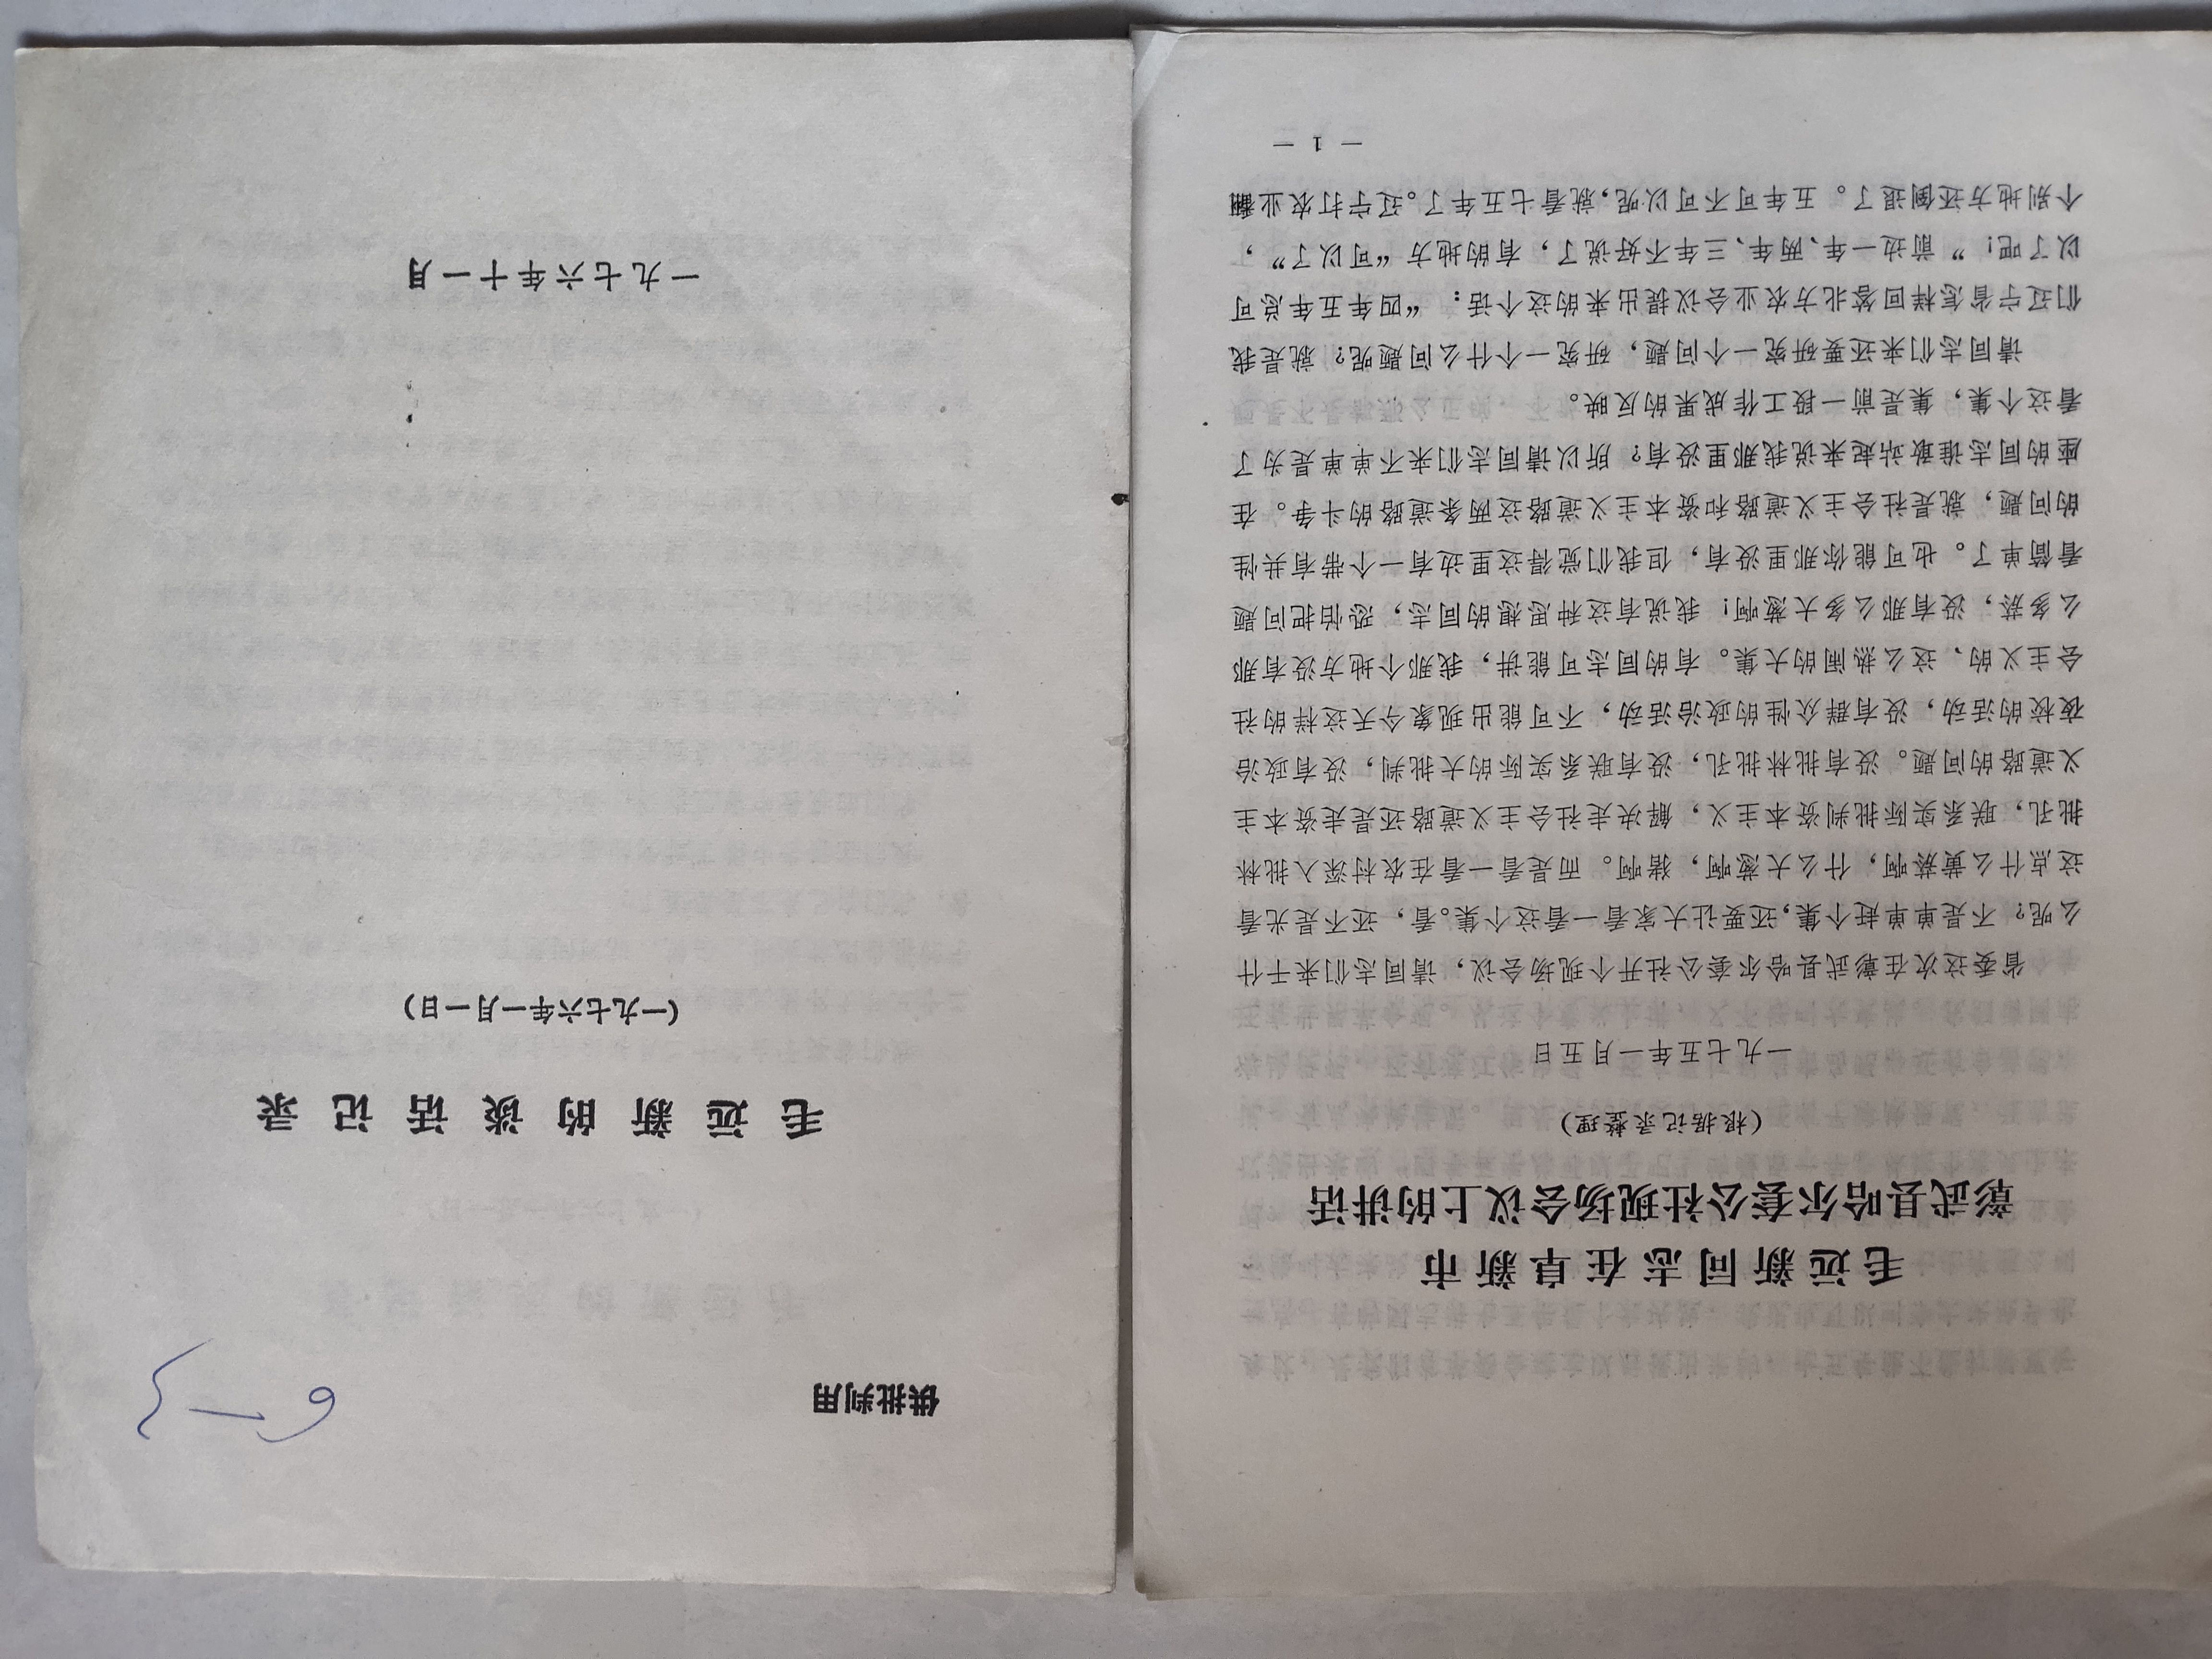 毛远新同志在阜新市
彰武县哈尔套公社现场会议上的讲话
(根据记录整理)
一九七五年一月五日
省委这次在彰武县哈尔套公社开个现场会议，请同志们来干什
么呢？不是单单赶个集，还要让大家看一看这个集。看，还不是光看
这点什么黄菸啊，什么大葱啊，猪啊。而是看一看在农村深入批林
批孔，联系实际批判资本主义，解决走社会主义道路还是走资本主
义道路的问题。没有批林批孔，没有联系实际的大批判，没有政治
夜校的活动，没有群众性的政治活动，不可能出现象今天这样的社
会主义的、这么热闹的大集。有的同志可能讲，我那个地方没有那
么多菸，没有那么多大葱啊！我说有这种思想的同志，恐怕把问题
看简单了。也可能你那里没有，但我们觉得这里边有一个带有共性
的问题，就是社会主义道路和资本主义道路这两条道路的斗争。在
座的同志谁敢站起来说我那里没有？所以请同志们来不单单是为了
看这个集，集是前一段工作成果的反映。
请同志们来还要研究一个问题，研究一个什么问题呢？就是我
们辽宁省怎样回答北方农业会议提出来的这个话：“四年五年总可
以了吧！”前边一年、两年、三年不好说了，有的地方“可以了”，
个别地方还倒退了。五年可不可以呢，就看七五年了。辽宁打农业翻
— 1 —
供批判用
毛远新的谈话记录
(一九七六年一月一日)
一九七六年十一月